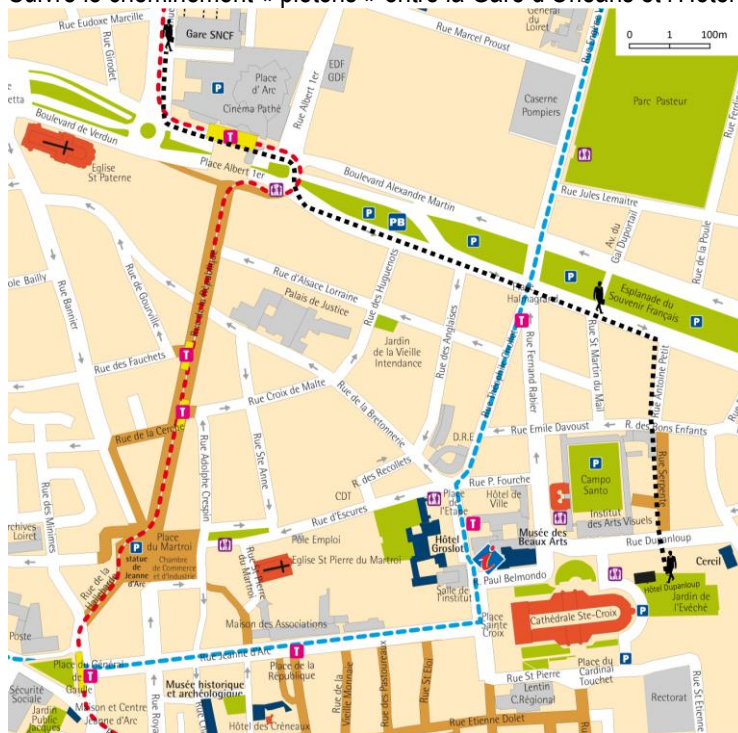 Suivre le cheminement « piétons » entre la Gare d'Orléans et l'Hôtel
Rue Eudoxe Marcille
Gare SNCF
Rue Marcel Proust
Général
du
Loiret
0 1 100m
Rue Girodet
EDF
GDF
Place
d'Arc
P
Cinéma Pathé
Rue Albert 1er
Caserne
Pompiers
Parc Pasteur
Boulevard de Verdun
T
Eglise
St Paterne
Place Albert 1er
Boulevard Alexandre Martin
Rue Jules Lemaitre
P
PB
P
Av. du
Gal Duportail
Rue de la Poule
P
Rue Bannier
Rue de Gourville
Rue d'Alsace Lorraine
Palais de Justice
Rue des Huguenots
Halmagrand
Esplanade du
Souvenir Français
P
T
Jardin
de la Vieille
Intendance
Rue des Anglaises
Rue Fernand Rabier
Rue St Martin du Mail
Rue Antoine Petit
Rue des Fauchets
T
Rue Croix de Malte
Rue de la Bretonnerie
T
Rue de la Cerche
Rue Adolphe Crespin
Rue Ste Anne
D.R.E
Rue Emile Davoust
R. des Bons Enfants
R. des Recollets
CDT
Rue P. Fourche
P
Campo
Santo
Rue Serpente
Rue des Minimes
Rue d'Escures
Place
de
l'Etape
Hôtel de
Ville
T
Institut
des Arts Visuels
Archives
Loiret
Place
du Martroi
P
statue
de
Jeanne
d'Arc
Chambre
de Commerce
et d'Industrie
Pôle Emploi
Hôtel
Groslot
Musée des
Beaux Arts
Rue Dupanloup
Rue St Pierre
du Martroi
Eglise St Pierre du Martroi
i
Paul Belmondo
Cercil
Hôtel Dupanloup
Jardin de
l'Evêché
Salle de
l'institut
Maison des Associations
Place
Sainte
Croix
Cathédrale Ste-Croix
P
Poste
Rue Jeanne d'Arc
T
Place du Général
de
Gaulle
T
Place de la
République
Place du
Cardinal
Touchet
P
Rue St Pierre
Lentin
C.Régional
Sécurité
Sociale
Musée historique
et archéologique
Rue de la
Vieille Monnaie
Rue des Pastoureaux
Rue St Eloi
Rectorat
Rue St Etienne
Jardin
Public
Jacques
Maison et Centre
Jeanne d'Arc
Rue Royale
Hôtel des Créneaux
Rue Etienne Dolet